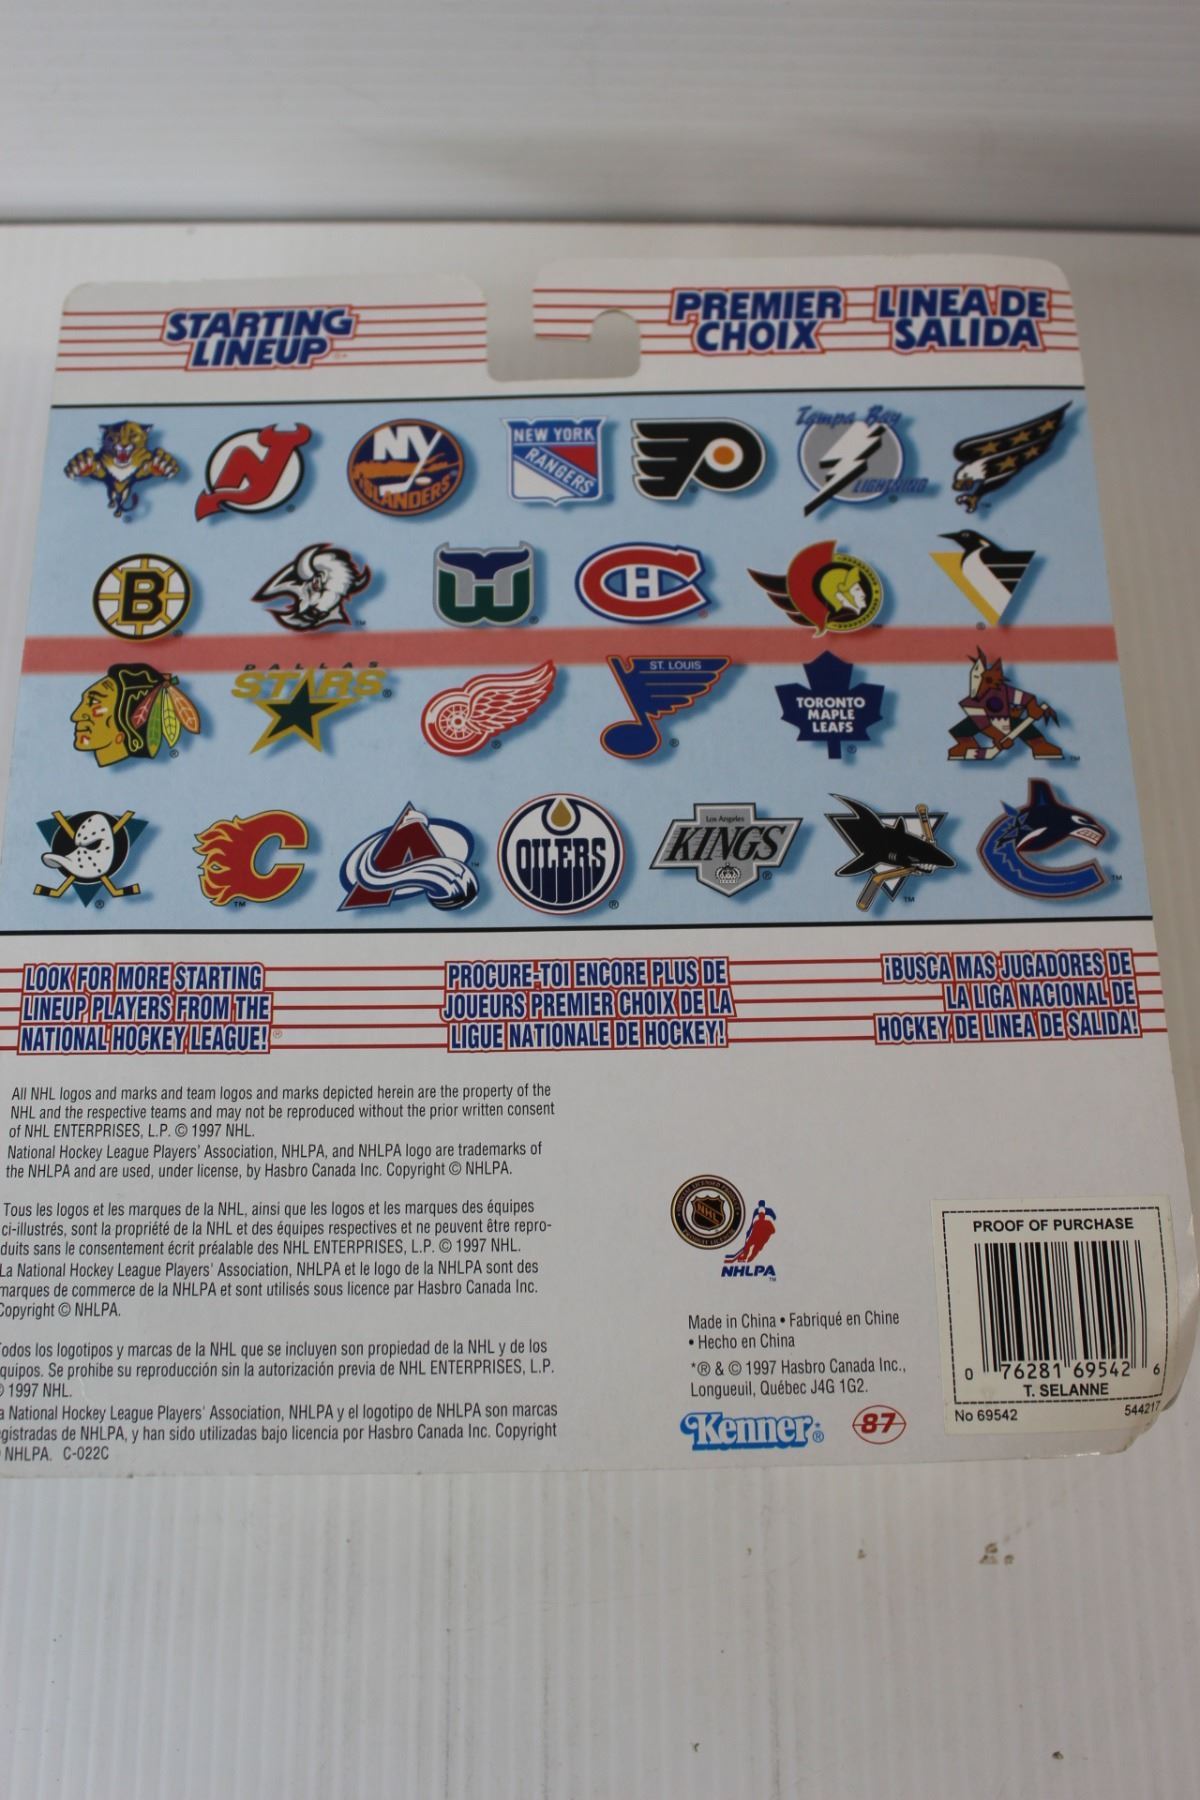 STARTING
LINEUP
PREMIER
CHOIX
LINEA DE
SALIDA
NY
ISLANDERS
NEW YORK
RANGERS
P
Tampa Bay
LIGHTNING
B
CH
DALLAS
STARS
ST. LOUIS
TORONTO
MAPLE
LEAFS
C
A
OILERS
Los Angeles
KINGS
LOOK FOR MORE STARTING
LINEUP PLAYERS FROM THE
NATIONAL HOCKEY LEAGUE!®
PROCURE-TOI ENCORE PLUS DE
JOUEURS PREMIER CHOIX DE LA
LIGUE NATIONALE DE HOCKEY!
¡BUSCA MAS JUGADORES DE
LA LIGA NACIONAL DE
HOCKEY DE LINEA DE SALIDA!
All NHL logos and marks and team logos and marks depicted herein are the property of the
NHL and the respective teams and may not be reproduced without the prior written consent
of NHL ENTERPRISES, L.P. © 1997 NHL.
National Hockey League Players' Association, NHLPA, and NHLPA logo are trademarks of
the NHLPA and are used, under license, by Hasbro Canada Inc. Copyright © NHLPA.
Tous les logos et les marques de la NHL, ainsi que les logos et les marques des équipes
ci-illustrés, sont la propriété de la NHL et des équipes respectives et ne peuvent être repro-
duits sans le consentement écrit préalable des NHL ENTERPRISES, L.P. © 1997 NHL.
La National Hockey League Players' Association, NHLPA et le logo de la NHLPA sont des
marques de commerce de la NHLPA et sont utilisés sous licence par Hasbro Canada Inc.
Copyright © NHLPA.
Todos los logotipos y marcas de la NHL que se incluyen son propiedad de la NHL y de los
quipos. Se prohibe su reproducción sin la autorización previa de NHL ENTERPRISES, L.P.
© 1997 NHL.
a National Hockey League Players' Association, NHLPA y el logotipo de NHLPA son marcas
gistradas de NHLPA, y han sido utilizadas bajo licencia por Hasbro Canada Inc. Copyright
NHLPA. C-022C
NHL
NHLPA
Made in China • Fabriqué en Chine
• Hecho en China
*® & © 1997 Hasbro Canada Inc.,
Longueuil, Québec J4G 1G2.
Kenner®
87
PROOF OF PURCHASE
0 76281 69542 6
T. SELANNE
No 69542
544217